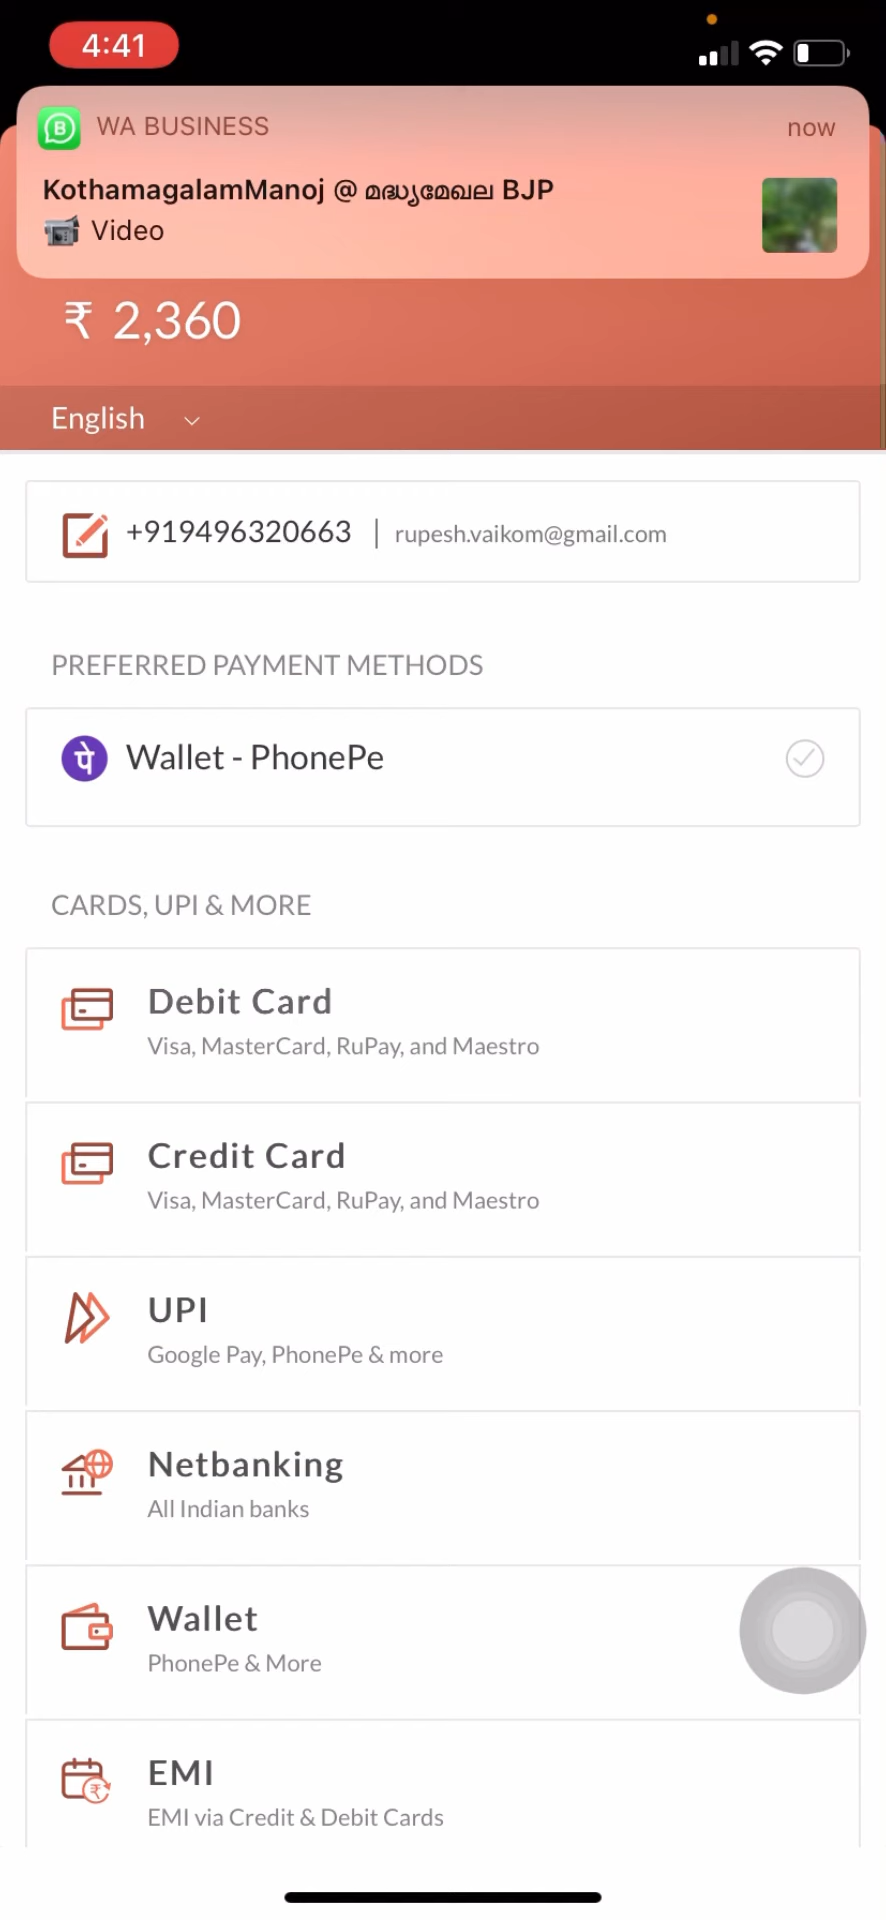 4:41
WA BUSINESS
now
KothamagalamManoj @ മദ്ധ്യമേഖല BJP
Video
₹ 2,360
English
+919496320663 | rupesh.vaikom@gmail.com
PREFERRED PAYMENT METHODS
पे Wallet - PhonePe
CARDS, UPI & MORE
Debit Card
Visa, MasterCard, RuPay, and Maestro
Credit Card
Visa, MasterCard, RuPay, and Maestro
UPI
Google Pay, PhonePe & more
Netbanking
All Indian banks
Wallet
PhonePe & More
EMI
EMI via Credit & Debit Cards